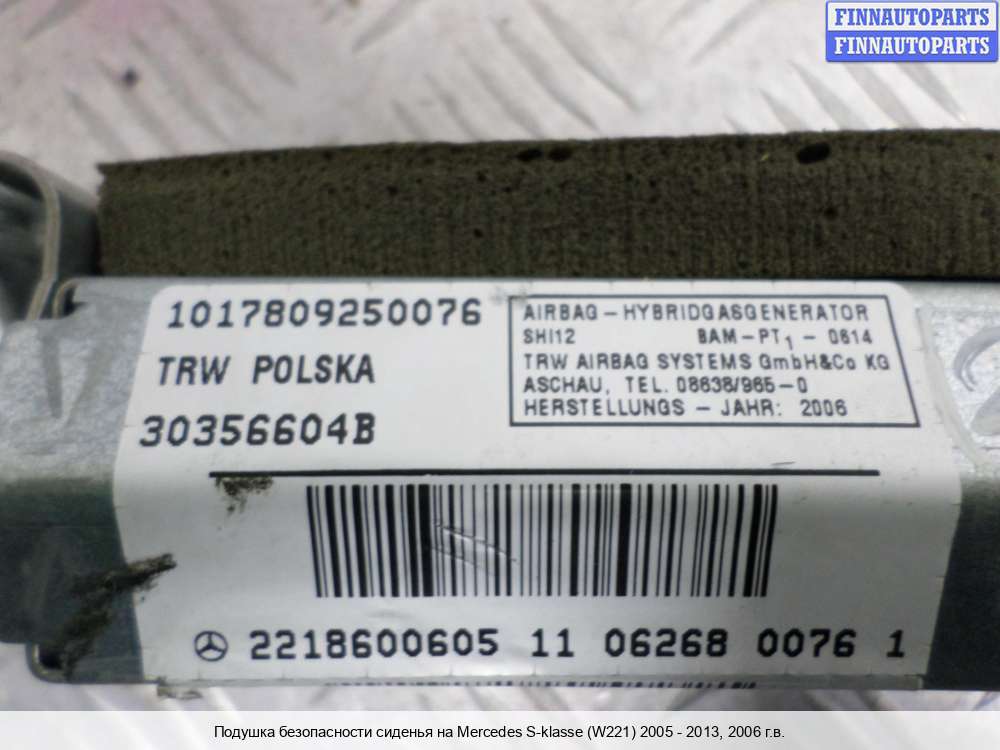 FINNAUTOPARTS
FINNAUTOPARTS
1017809250076
TRW POLSKA
30356604B
AIRBAG - HYBRIDGASGENERATOR
SHI12 BAM-PT1 - 0814
TRW AIRBAG SYSTEMS GmbH&Co KG
ASCHAU, TEL. 08638/965-0
HERSTELLUNGS - JAHR: 2006
2218600605 11 06268 0076 1
Подушка безопасности сиденья на Mercedes S-klasse (W221) 2005 - 2013, 2006 г.в.